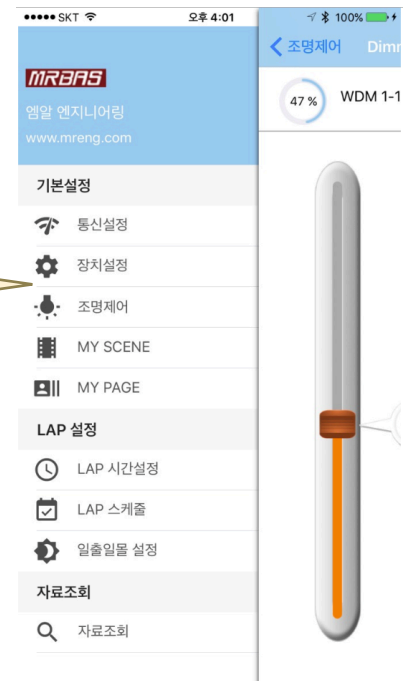 SKT 오후 4:01
MRBAS
엠알 엔지니어링
www.mreng.com
기본설정
통신설정
장치설정
조명제어
MY SCENE
MY PAGE
LAP 설정
LAP 시간설정
LAP 스케줄
일출일몰 설정
자료조회
자료조회
100%
조명제어
47 % WDM 1-1